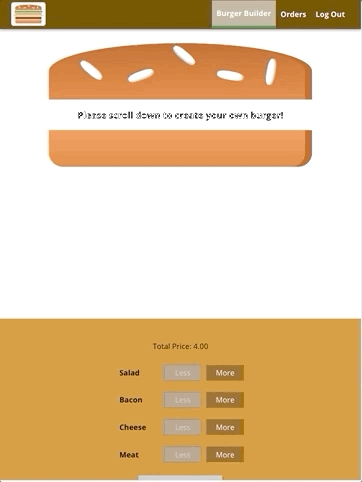 Burger Builder Orders Log Out
Please scroll down to create your own burger!
Total Price: 4.00
Salad Less More
Bacon Less More
Cheese Less More
Meat Less More